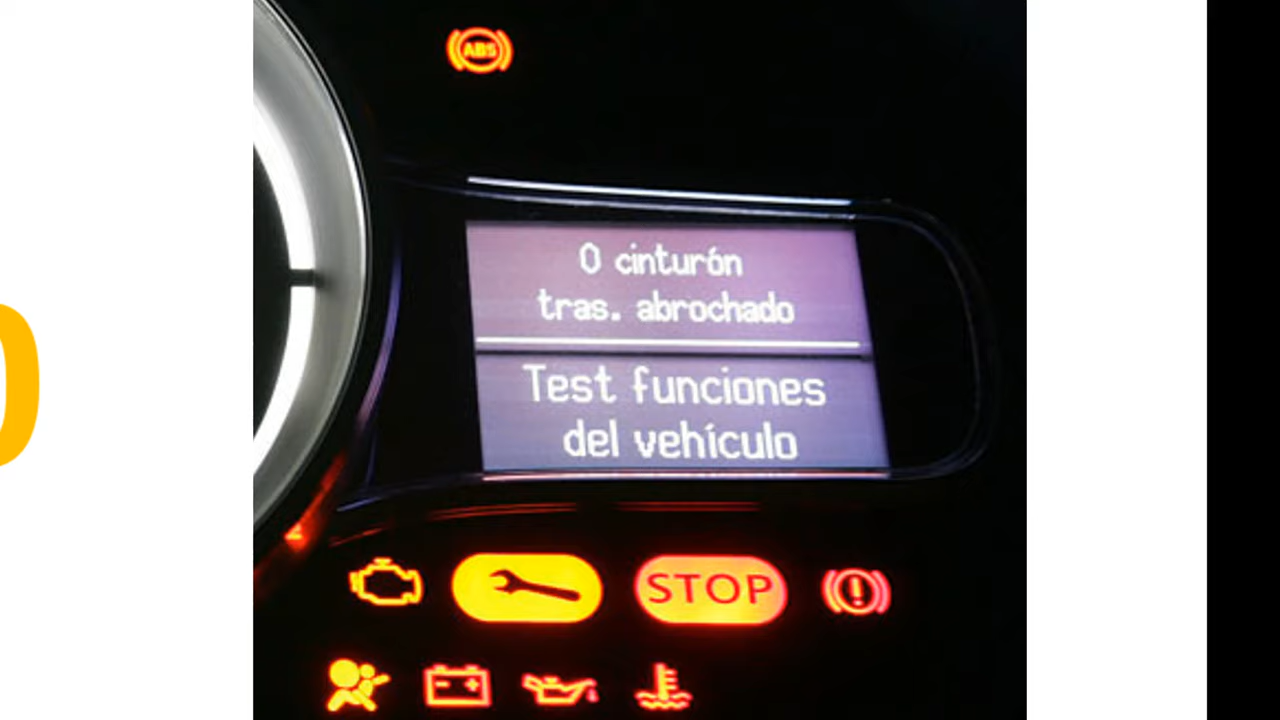 ABS
0 cinturón
tras. abrochado
Test funciones
del vehículo
STOP